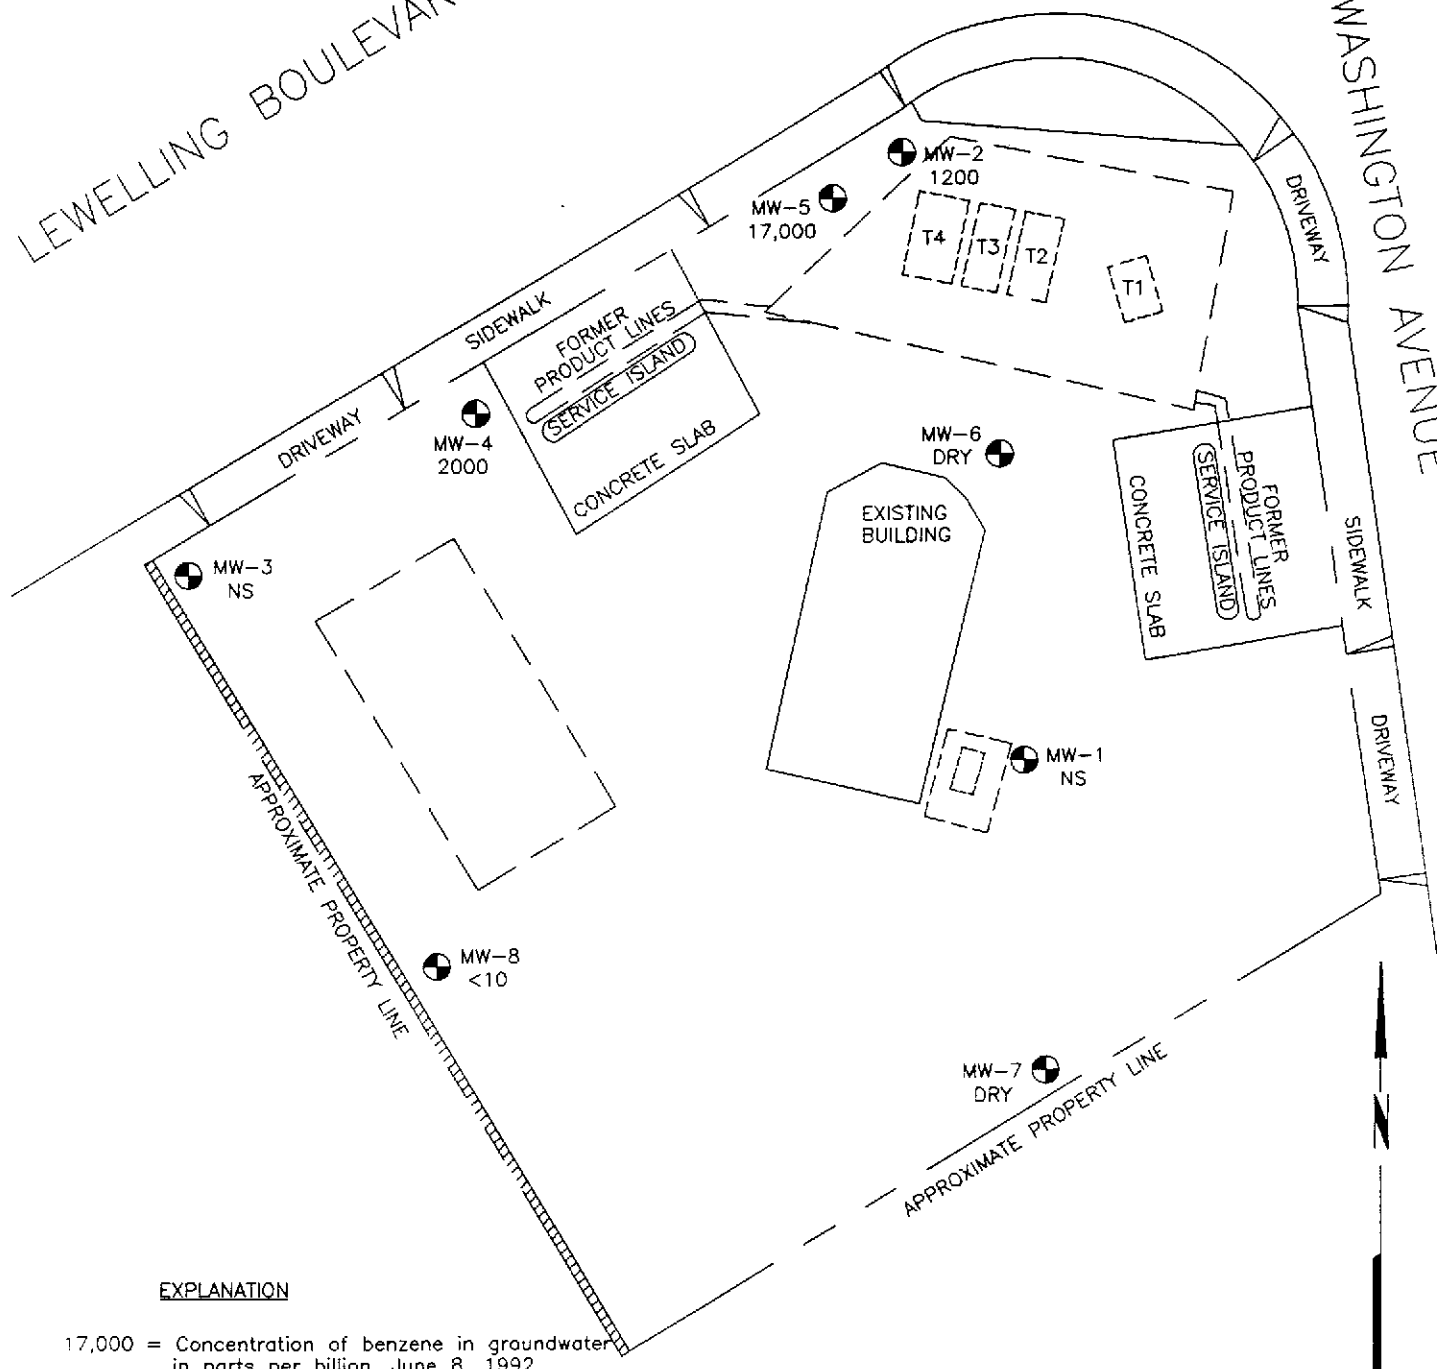 LEWELLING BOULEVAR
WASHINGTON AVENUE
MW-2
1200
MW-5
17,000
T4
T3
T2
T1
DRIVEWAY
SIDEWALK
FORMER
PRODUCT LINES
SERVICE ISLAND
CONCRETE SLAB
DRIVEWAY
MW-4
2000
MW-6
DRY
EXISTING
BUILDING
FORMER
PRODUCT LINES
SERVICE ISLAND
CONCRETE SLAB
SIDEWALK
MW-3
NS
MW-1
NS
DRIVEWAY
APPROXIMATE PROPERTY LINE
MW-8
<10
MW-7
DRY
APPROXIMATE PROPERTY LINE
N
EXPLANATION
17,000 = Concentration of benzene in groundwater
in parts per billion, June 8, 1992